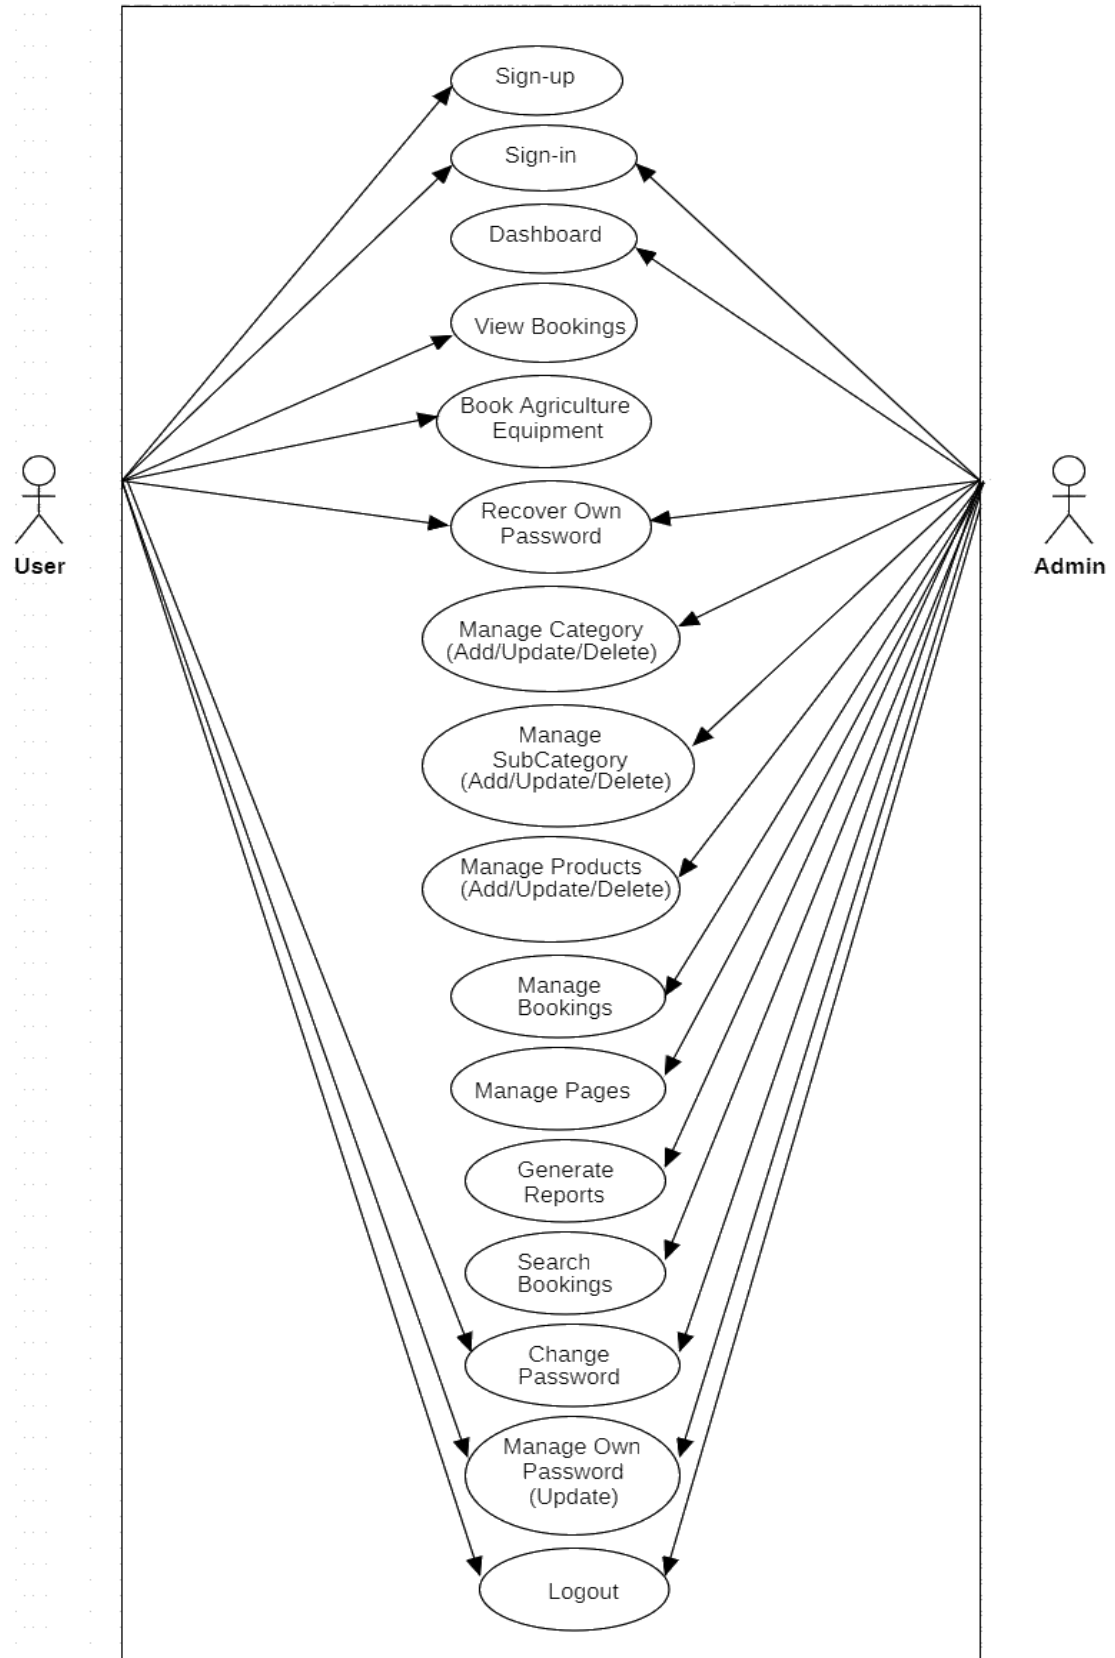 Sign-up
Sign-in
Dashboard
View Bookings
Book Agriculture
Equipment
User
Admin
Recover Own
Password
Manage Category
(Add/Update/Delete)
Manage
SubCategory
(Add/Update/Delete)
Manage Products
(Add/Update/Delete)
Manage
Bookings
Manage Pages
Generate
Reports
Search
Bookings
Change
Password
Manage Own
Password
(Update)
Logout